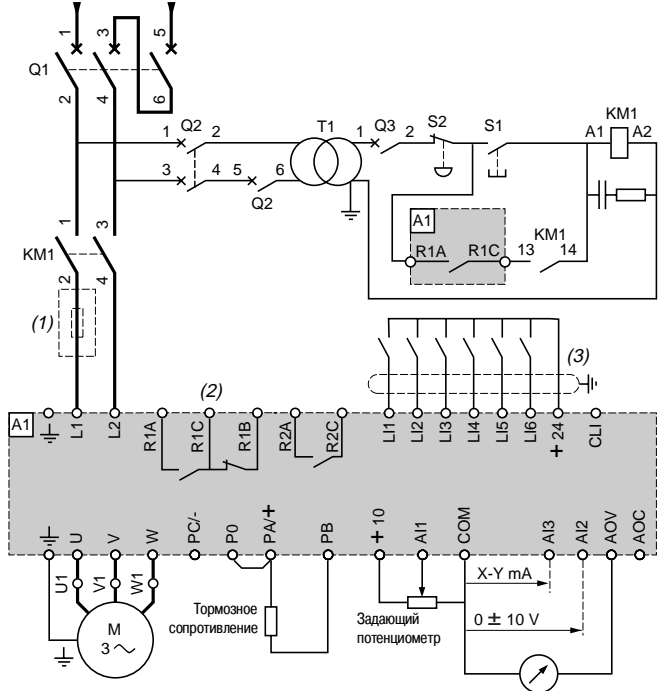 1 3 5
Q1
2 4 6
1 Q2 2 T1 1 Q3 2 S2 S1 KM1 A1 A2
3 4 5 6
Q2
A1
R1A R1C 13 KM1 14
1 3
KM1
2 4
(1)
(2)
(3)
A1
L1 L2 R1A R1C R1B R2A R2C LI1 LI2 LI3 LI4 LI5 LI6 +24 CLI
U V W PC/- P0 PA/+ PB +10 AI1 COM AI3 AI2 AOV AOC
U1 V1 W1
X-Y mA
0 ± 10 V
M
3 ~
Тормозное
сопротивление
Задающий
потенциометр